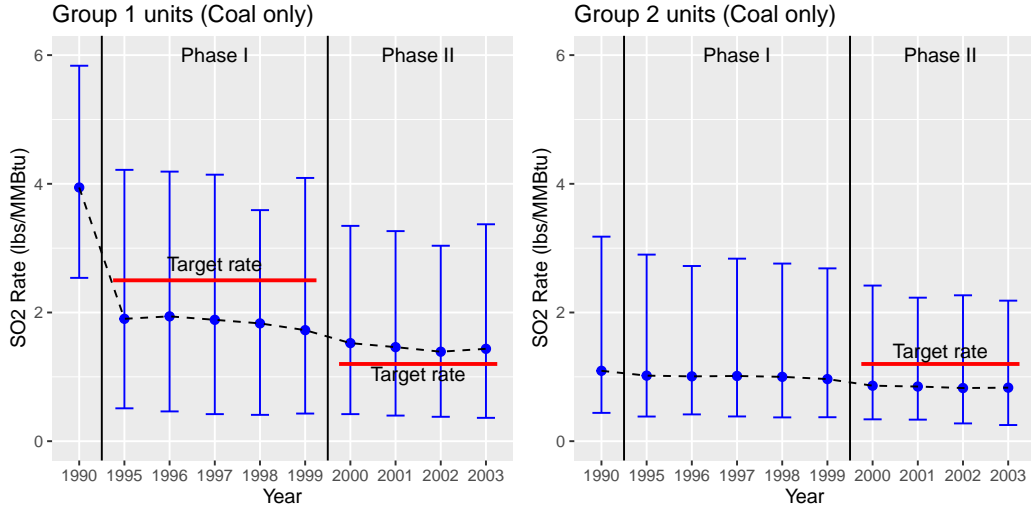 Group 1 units (Coal only)
Phase I
Phase II
Target rate
Target rate
SO2 Rate (lbs/MMBtu)
6
4
2
0
1990 1995 1996 1997 1998 1999 2000 2001 2002 2003
Year
Group 2 units (Coal only)
Phase I
Phase II
Target rate
SO2 Rate (lbs/MMBtu)
6
4
2
0
1990 1995 1996 1997 1998 1999 2000 2001 2002 2003
Year